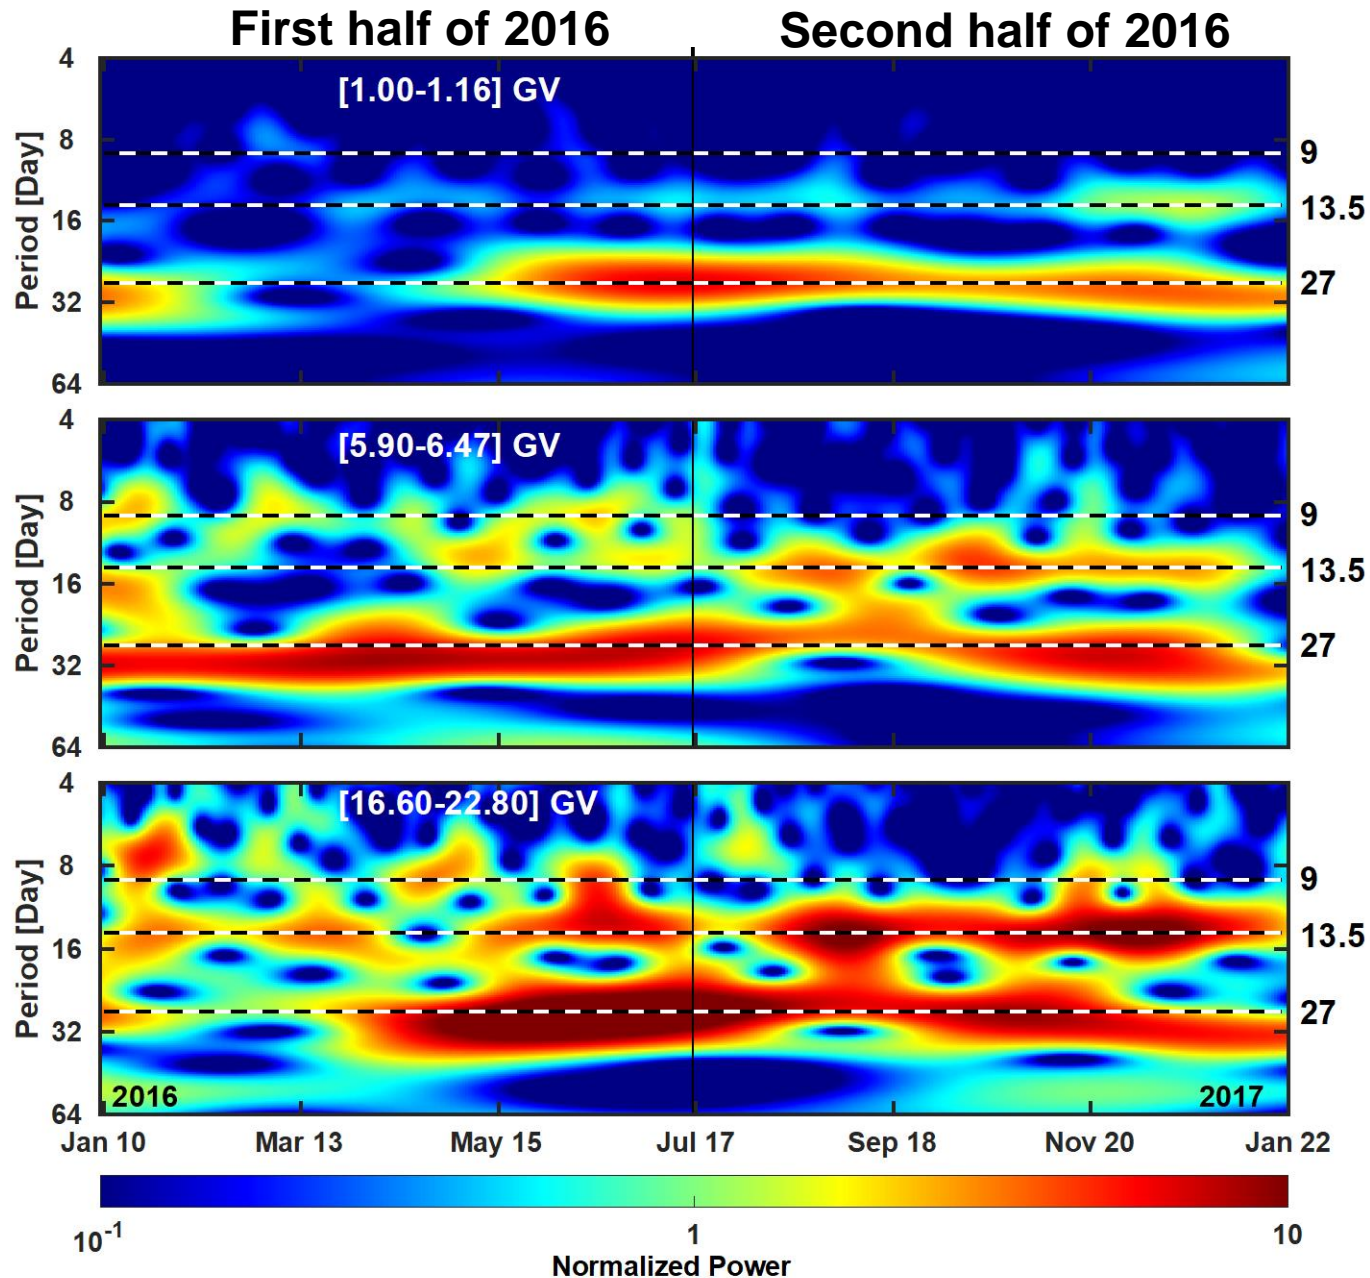 First half of 2016 Second half of 2016
4
[1.00-1.16] GV
8
9
13.5
16
27
32
64
Period [Day]
4
[5.90-6.47] GV
8
9
13.5
16
27
32
64
Period [Day]
4
[16.60-22.80] GV
8
9
13.5
16
27
32
64
Period [Day]
2016 2017
Jan 10 Mar 13 May 15 Jul 17 Sep 18 Nov 20 Jan 22
10^-1 1 10
Normalized Power